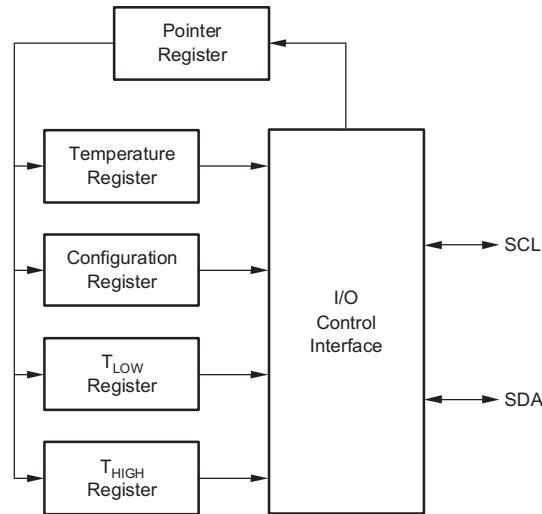 Pointer
Register
Temperature
Register
Configuration
Register
T_LOW
Register
T_HIGH
Register
I/O
Control
Interface
SCL
SDA